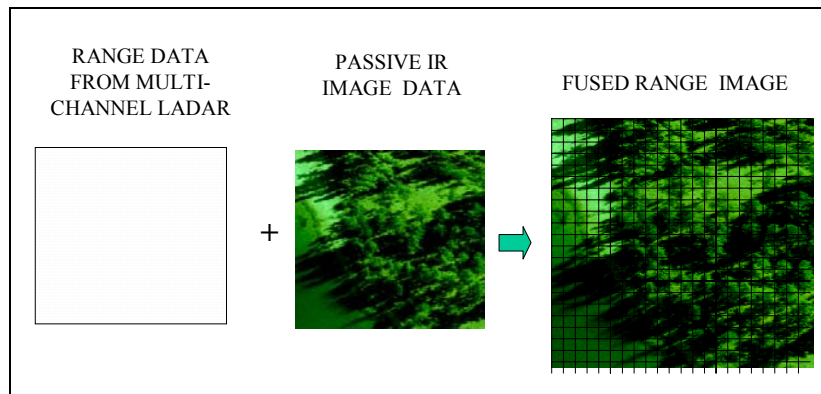 RANGE DATA
FROM MULTI-
CHANNEL LADAR
+
PASSIVE IR
IMAGE DATA
FUSED RANGE IMAGE